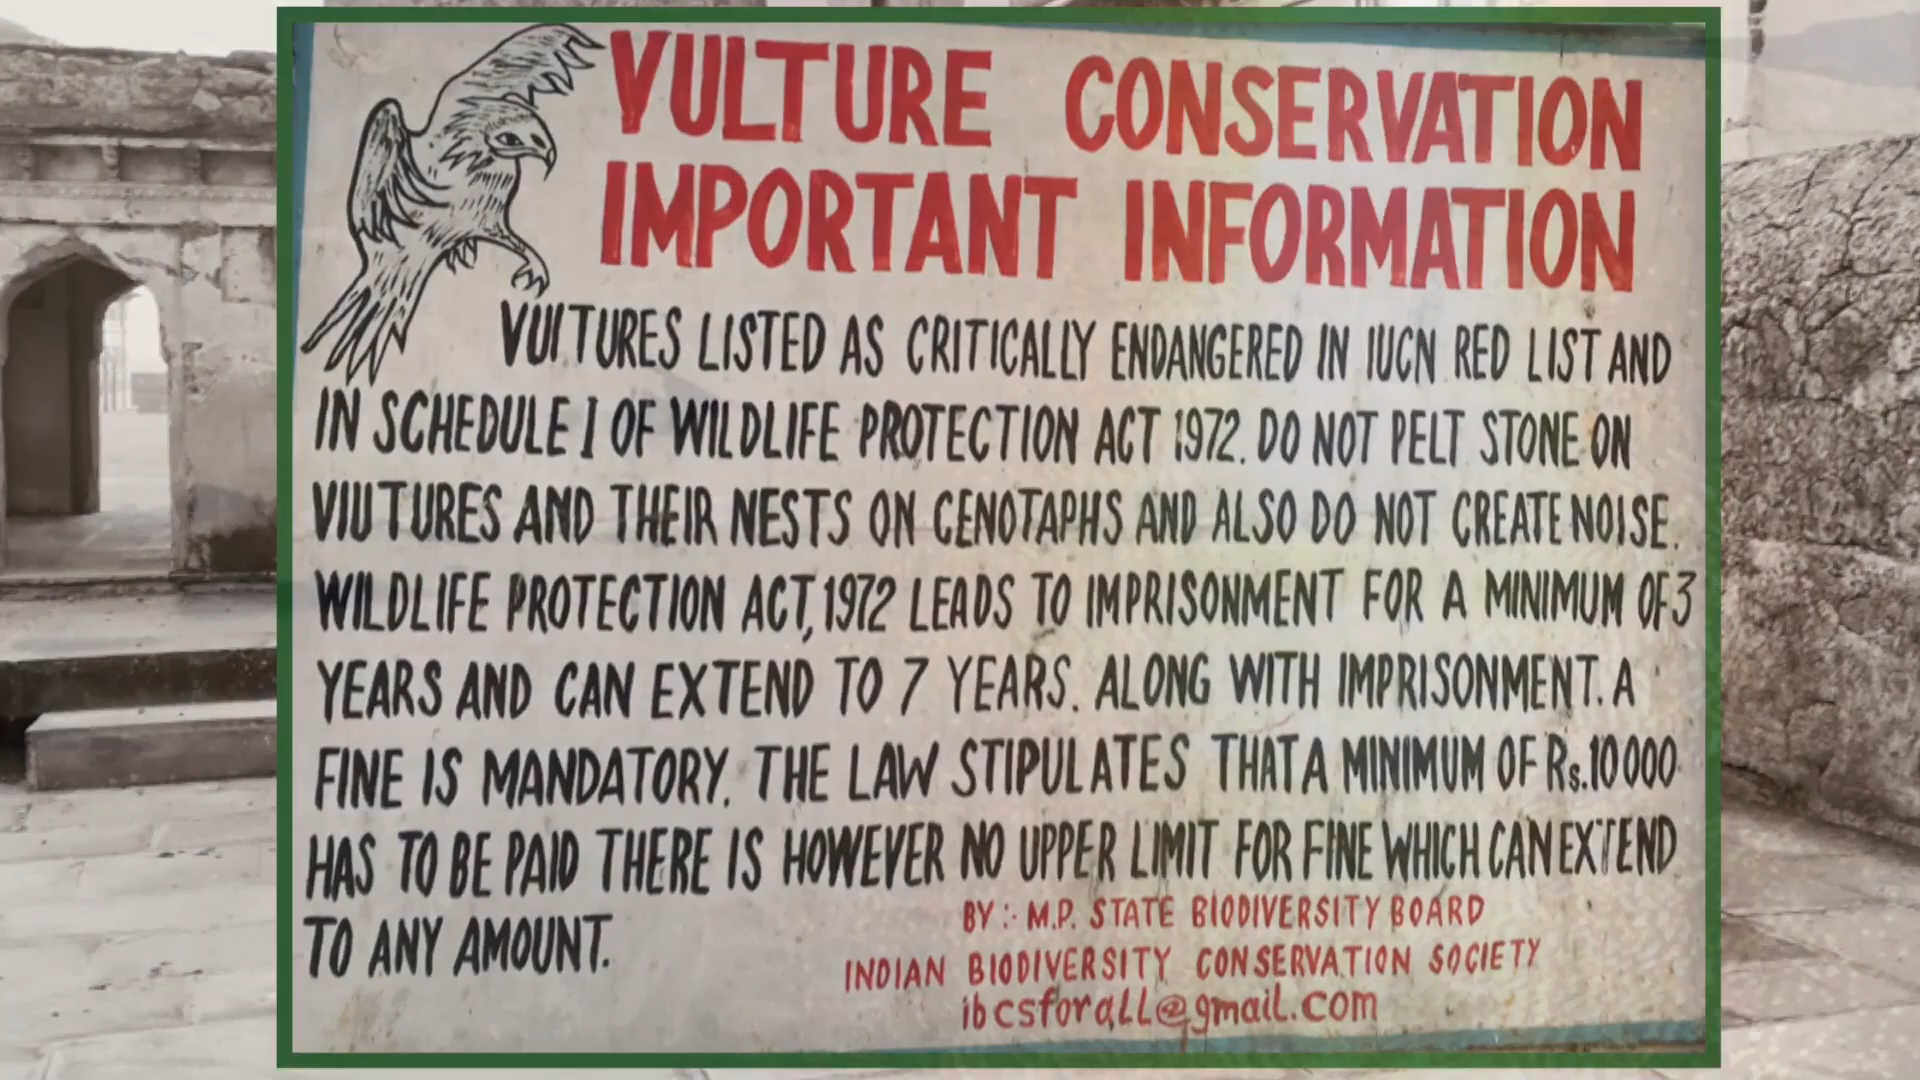 VULTURE CONSERVATION
IMPORTANT INFORMATION
VUITURES LISTED AS CRITICALLY ENDANGERED IN IUCN RED LIST AND
IN SCHEDULE I OF WILDLIFE PROTECTION ACT 1972. DO NOT PELT STONE ON
VIUTURES AND THEIR NESTS ON CENOTAPHS AND ALSO DO NOT CREATE NOISE.
WILDLIFE PROTECTION ACT, 1972 LEADS TO IMPRISONMENT FOR A MINIMUM OF 3
YEARS AND CAN EXTEND TO 7 YEARS. ALONG WITH IMPRISONMENT. A
FINE IS MANDATORY. THE LAW STIPULATES THAT A MINIMUM OF Rs.10000
HAS TO BE PAID THERE IS HOWEVER NO UPPER LIMIT FOR FINE WHICH CAN EXTEND
TO ANY AMOUNT.
BY :- M.P. STATE BIODIVERSITY BOARD
INDIAN BIODIVERSITY CONSERVATION SOCIETY
ibcsforall@gmail.com